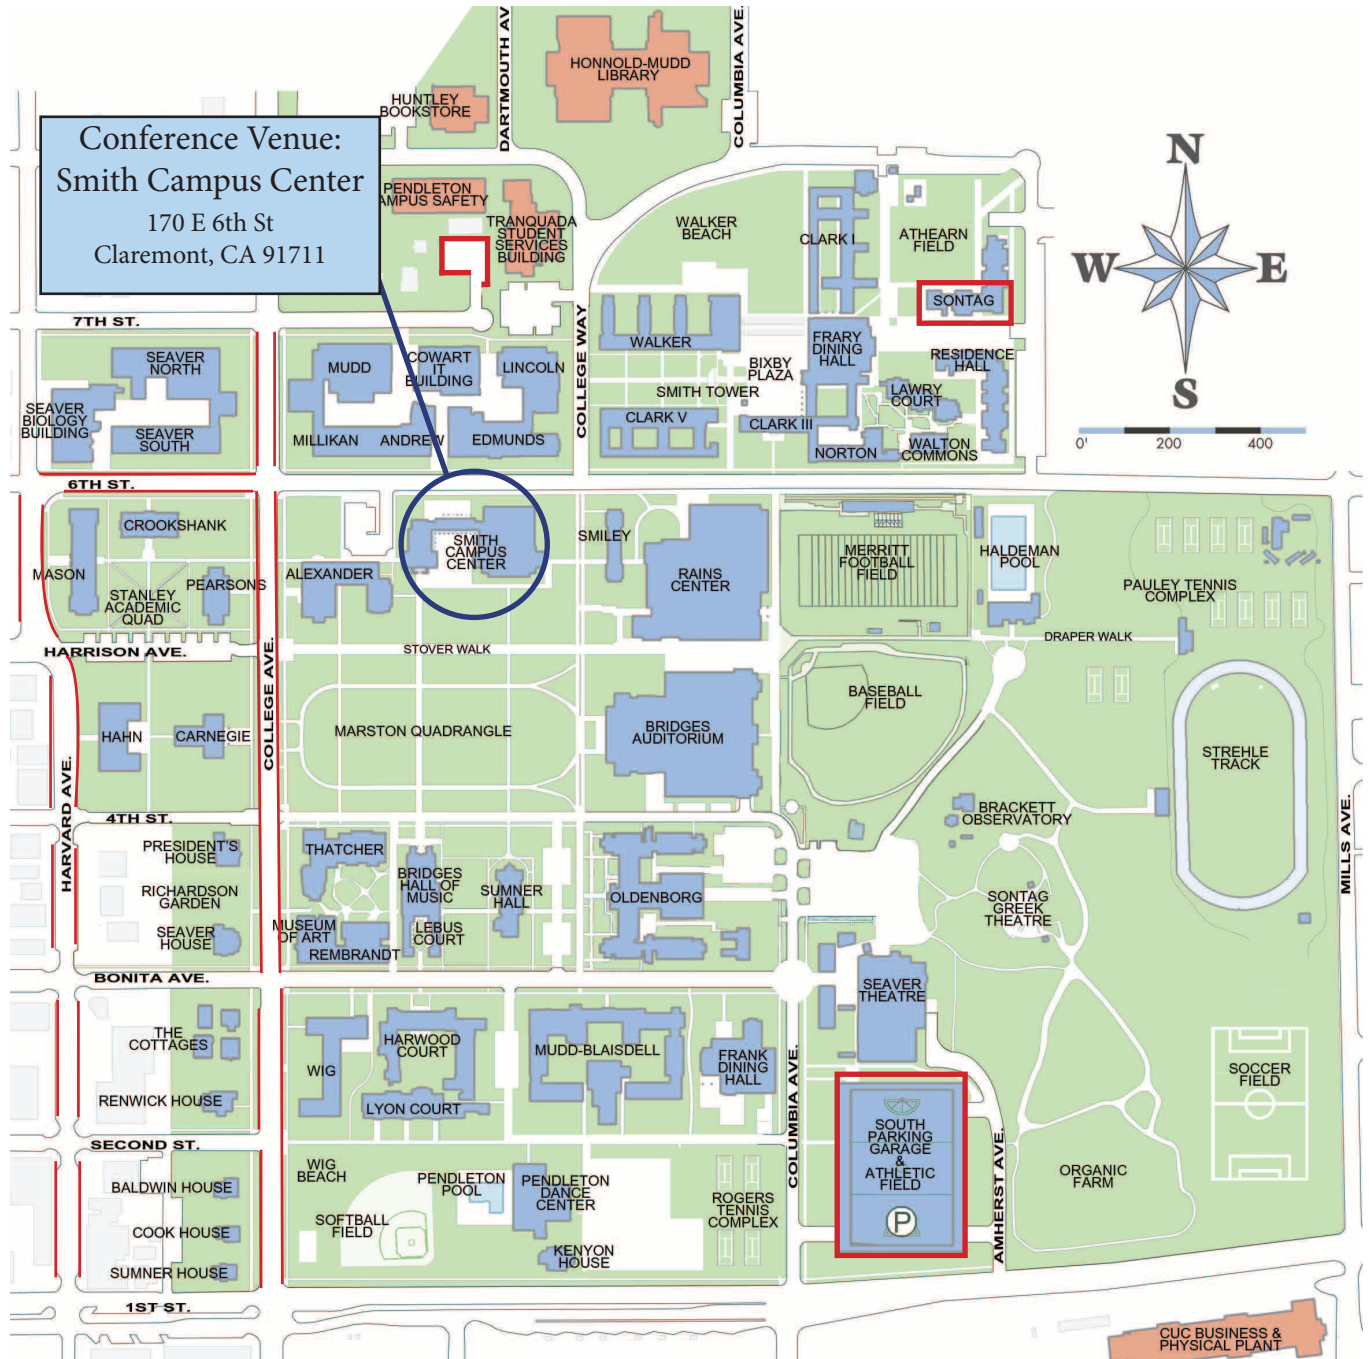 DARTMOUTH AV
COLUMBIA AVE.
HONNOLD-MUDD
LIBRARY
HUNTLEY
BOOKSTORE
Conference Venue:
Smith Campus Center
170 E 6th St
Claremont, CA 91711
PENDLETON
AMPUS SAFETY
TRANQUADA
STUDENT
SERVICES
BUILDING
WALKER
BEACH
CLARK I
ATHEARN
FIELD
SONTAG
N
W
E
S
0'
200
400
7TH ST.
COLLEGE WAY
SEAVER
NORTH
SEAVER
BIOLOGY
BUILDING
SEAVER
SOUTH
MUDD
COWART
IT
BUILDING
LINCOLN
MILLIKAN
ANDREW
EDMUNDS
WALKER
BIXBY
PLAZA
SMITH TOWER
FRARY
DINING
HALL
RESIDENCE
HALL
LAWRY
COURT
CLARK V
CLARK III
NORTON
WALTON
COMMONS
6TH ST.
CROOKSHANK
MASON
STANLEY
ACADEMIC
QUAD
PEARSONS
ALEXANDER
SMITH
CAMPUS
CENTER
SMILEY
RAINS
CENTER
MERRITT
FOOTBALL
FIELD
HALDEMAN
POOL
PAULEY TENNIS
COMPLEX
HARRISON AVE.
COLLEGE AVE.
STOVER WALK
DRAPER WALK
HAHN
CARNEGIE
MARSTON QUADRANGLE
BRIDGES
AUDITORIUM
BASEBALL
FIELD
STREHLE
TRACK
HARVARD AVE.
MILLS AVE.
4TH ST.
BRACKETT
OBSERVATORY
PRESIDENT'S
HOUSE
RICHARDSON
GARDEN
SEAVER
HOUSE
THATCHER
BRIDGES
HALL OF
MUSIC
SUMNER
HALL
OLDENBORG
SONTAG
GREEK
THEATRE
MUSEUM
OF ART
REMBRANDT
LEBUS
COURT
BONITA AVE.
SEAVER
THEATRE
THE
COTTAGES
WIG
HARWOOD
COURT
MUDD-BLAISDELL
FRANK
DINING
HALL
COLUMBIA AVE.
SOCCER
FIELD
RENWICK HOUSE
LYON COURT
SECOND ST.
SOUTH
PARKING
GARAGE
&
ATHLETIC
FIELD
P
AMHERST AVE.
ORGANIC
FARM
WIG
BEACH
BALDWIN HOUSE
PENDLETON
POOL
PENDLETON
DANCE
CENTER
ROGERS
TENNIS
COMPLEX
COOK HOUSE
SOFTBALL
FIELD
KENYON
HOUSE
SUMNER HOUSE
1ST ST.
CUC BUSINESS &
PHYSICAL PLANT